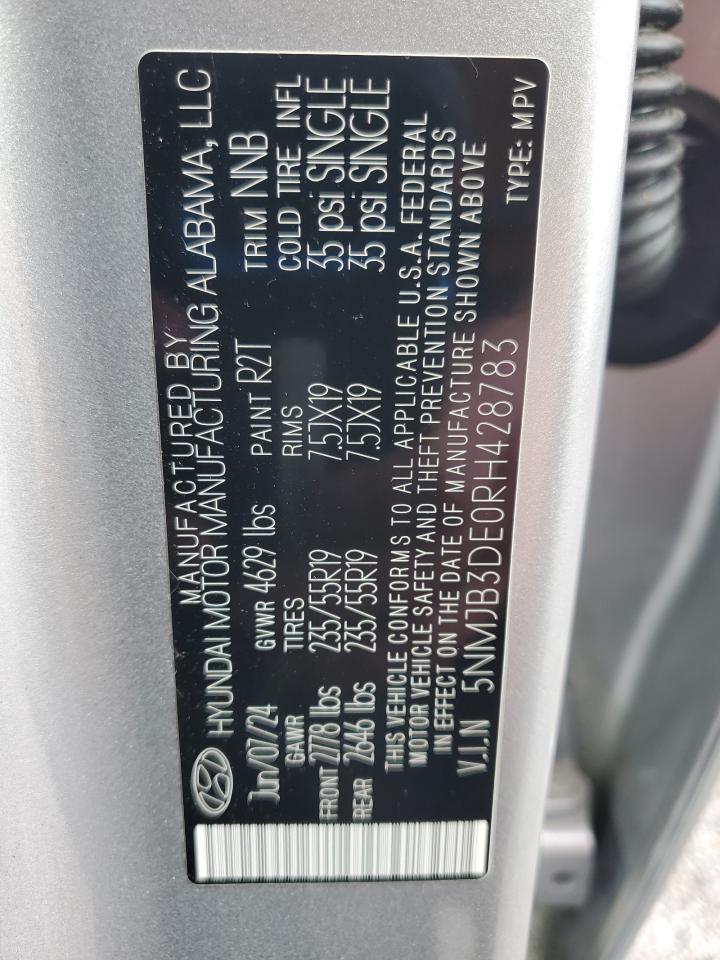 MANUFACTURED BY
HYUNDAI MOTOR MANUFACTURING ALABAMA, LLC
Jun/07/24 GVWR 4629 lbs PAINT R2T TRIM NNB
GAWR TIRES RIMS COLD TIRE INFL
FRONT 2778 lbs 235/55R19 7.5JX19 35 psi SINGLE
REAR 2646 lbs 235/55R19 7.5JX19 35 psi SINGLE
THIS VEHICLE CONFORMS TO ALL APPLICABLE U.S.A. FEDERAL
MOTOR VEHICLE SAFETY AND THEFT PREVENTION STANDARDS
IN EFFECT ON THE DATE OF MANUFACTURE SHOWN ABOVE
V.I.N 5NMJB3DE0RH428783 TYPE: MPV